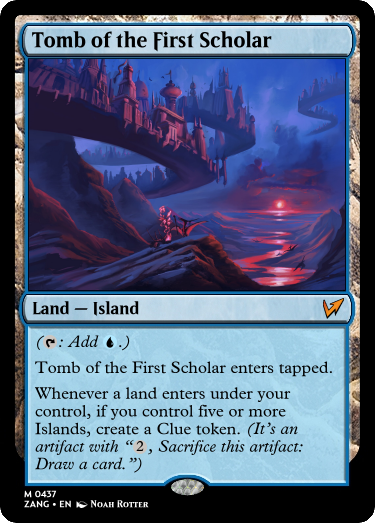 Tomb of the First Scholar
Land — Island
(T: Add U.)
Tomb of the First Scholar enters tapped.
Whenever a land enters under your
control, if you control five or more
Islands, create a Clue token. (It's an
artifact with “2, Sacrifice this artifact:
Draw a card.”)
M 0437
ZANG • EN Noah Rotter